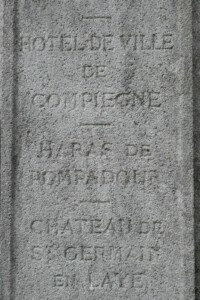 HOTEL·DE VILLE
DE
COMPIEGNE
HARAS DE
POMPADOUR
CHATEAU DE
ST GERMAIN
EN LAYE